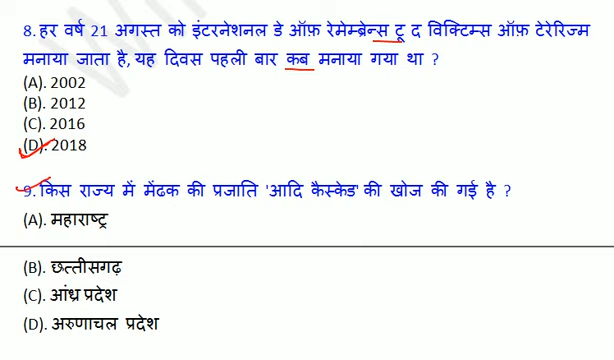 8. हर वर्ष 21 अगस्त को इंटरनेशनल डे ऑफ़ रेमेम्ब्रेन्स टू द विक्टिम्स ऑफ़ टेरेरिज्म
मनाया जाता है, यह दिवस पहली बार कब मनाया गया था ?
(A). 2002
(B). 2012
(C). 2016
(D). 2018
9. किस राज्य में मेंढक की प्रजाति 'आदि कैस्केड' की खोज की गई है ?
(A). महाराष्ट्र
(B). छत्तीसगढ़
(C). आंध्र प्रदेश
(D). अरुणाचल प्रदेश